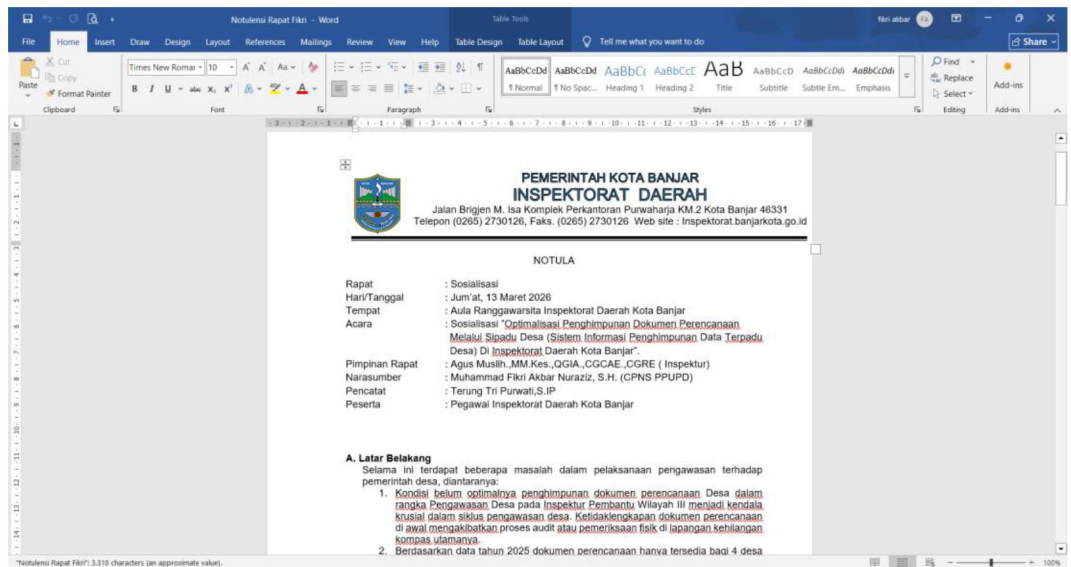 Notulensi Rapat Fikri - Word
Table Tools
fikri akbar
FA
File Home Insert Draw Design Layout References Mailings Review View Help Table Design Table Layout Tell me what you want to do
Share
Paste
Cut
Copy
Format Painter
Clipboard
Times New Romar 10
Font
Paragraph
AaBbCcDd AaBbCcDd AaBbC( AaBbCcE AaB AaBbCcD AaBbCcDdi AaBbCcDdi
¶ Normal ¶ No Spac... Heading 1 Heading 2 Title Subtitle Subtle Em... Emphasis
Styles
Find
Replace
Select
Editing
Add-ins
Add-ins
PEMERINTAH KOTA BANJAR
INSPEKTORAT DAERAH
Jalan Brigjen M. Isa Komplek Perkantoran Purwaharja KM.2 Kota Banjar 46331
Telepon (0265) 2730126, Faks. (0265) 2730126 Web site : Inspektorat.banjarkota.go.id
NOTULA
Rapat : Sosialisasi
Hari/Tanggal : Jum'at, 13 Maret 2026
Tempat : Aula Ranggawarsita Inspektorat Daerah Kota Banjar
Acara : Sosialisasi "Optimalisasi Penghimpunan Dokumen Perencanaan
Melalui Sipadu Desa (Sistem Informasi Penghimpunan Data Terpadu
Desa) Di Inspektorat Daerah Kota Banjar".
Pimpinan Rapat : Agus Muslih.,MM.Kes.,QGIA.,CGCAE.,CGRE ( Inspektur)
Narasumber : Muhammad Fikri Akbar Nuraziz, S.H. (CPNS PPUPD)
Pencatat : Terung Tri Purwati,S.IP
Peserta : Pegawai Inspektorat Daerah Kota Banjar
A. Latar Belakang
Selama ini terdapat beberapa masalah dalam pelaksanaan pengawasan terhadap
pemerintah desa, diantaranya:
1. Kondisi belum optimalnya penghimpunan dokumen perencanaan Desa dalam
rangka Pengawasan Desa pada Inspektur Pembantu Wilayah III menjadi kendala
krusial dalam siklus pengawasan desa. Ketidaklengkapan dokumen perencanaan
di awal mengakibatkan proses audit atau pemeriksaan fisik di lapangan kehilangan
kompas utamanya.
2. Berdasarkan data tahun 2025 dokumen perencanaan hanya tersedia bagi 4 desa
"Notulensi Rapat Fikri": 3.310 characters (an approximate value).
100%